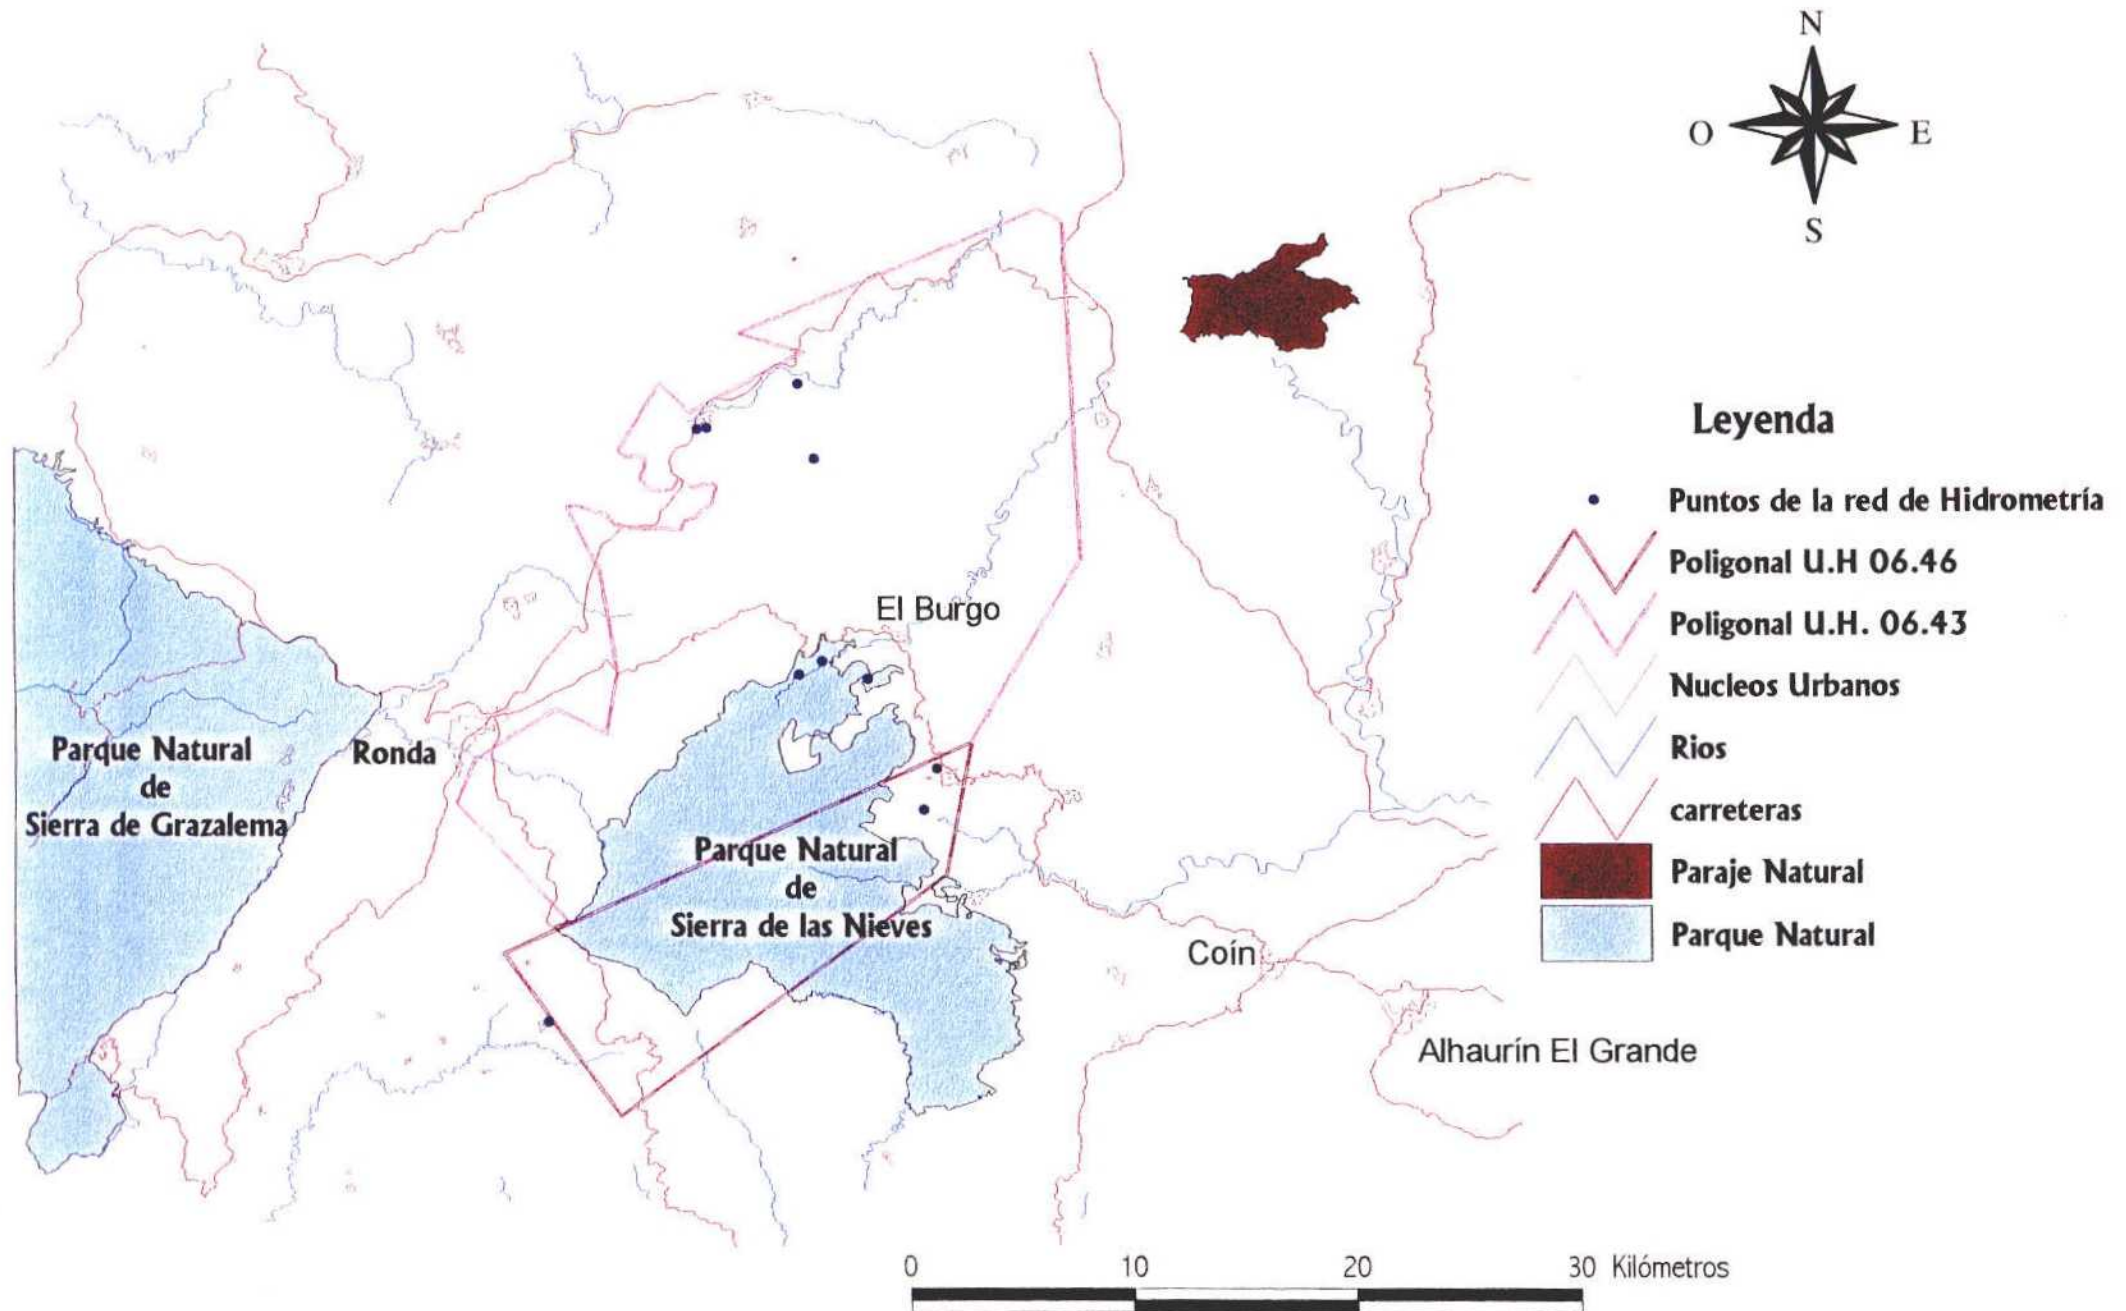 N
O
E
S
Leyenda
Puntos de la red de Hidrometría
Poligonal U.H 06.46
Poligonal U.H. 06.43
Nucleos Urbanos
Rios
carreteras
Paraje Natural
Parque Natural
El Burgo
Ronda
Parque Natural
de
Sierra de Grazalema
Parque Natural
de
Sierra de las Nieves
Coín
Alhaurín El Grande
0 10 20 30 Kilómetros